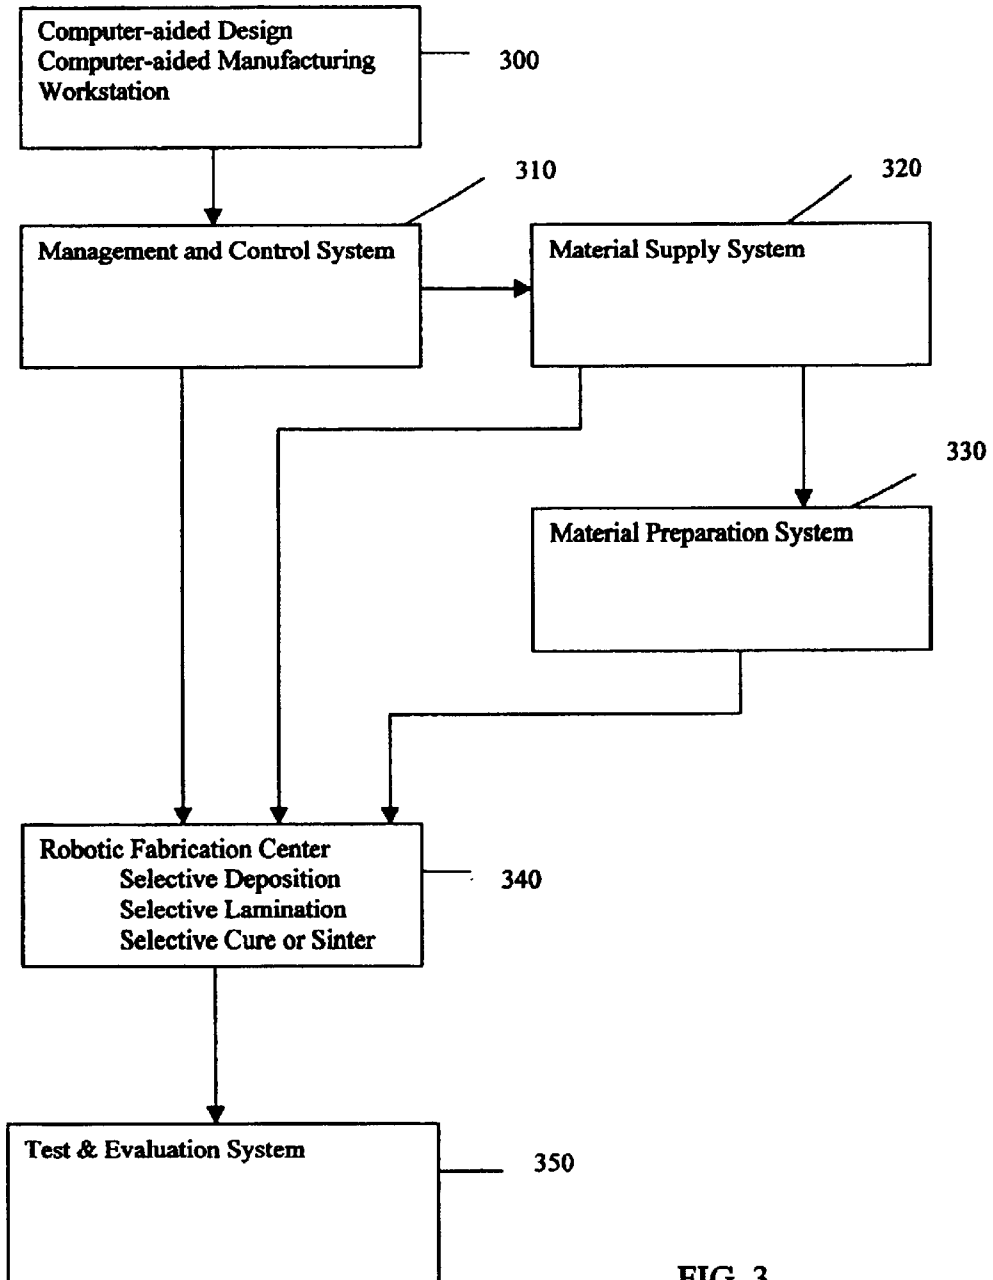 Computer-aided Design
Computer-aided Manufacturing
Workstation
300
310
320
Management and Control System
Material Supply System
330
Material Preparation System
Robotic Fabrication Center
Selective Deposition
Selective Lamination
Selective Cure or Sinter
340
Test & Evaluation System
350
FIG. 3